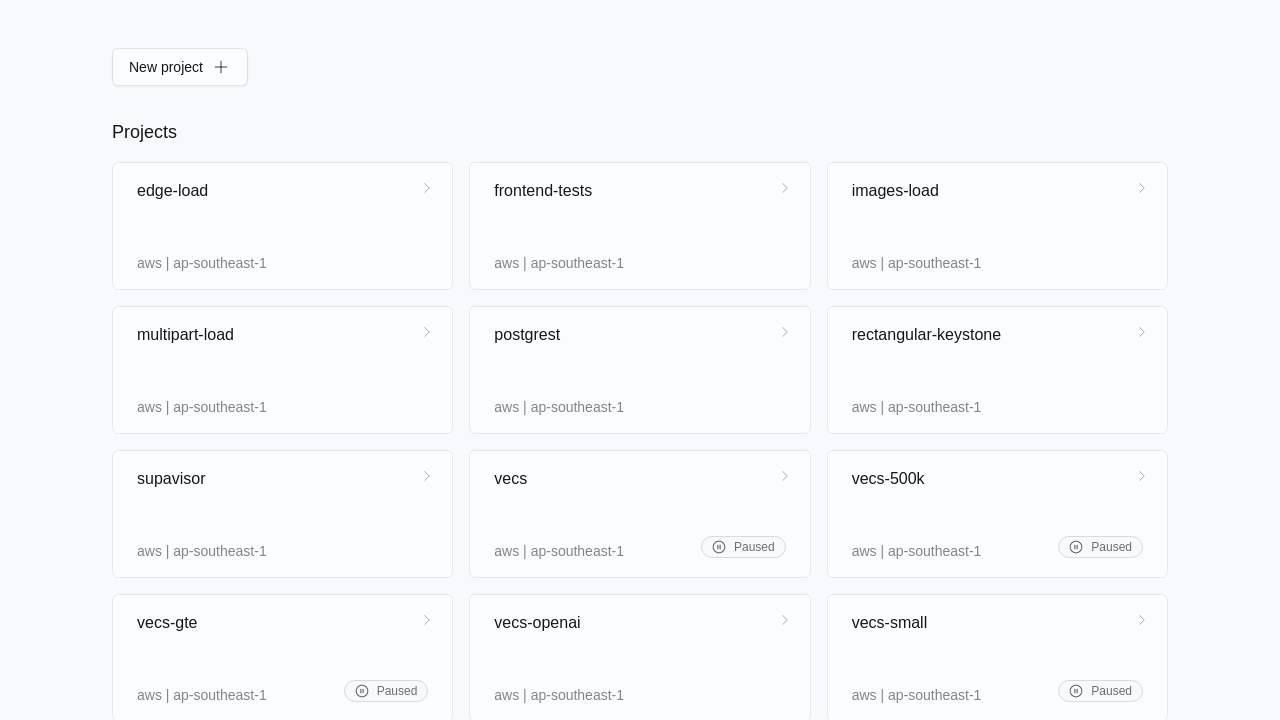 New project
Projects
edge-load
aws | ap-southeast-1
frontend-tests
aws | ap-southeast-1
images-load
aws | ap-southeast-1
multipart-load
aws | ap-southeast-1
postgrest
aws | ap-southeast-1
rectangular-keystone
aws | ap-southeast-1
supavisor
aws | ap-southeast-1
vecs
aws | ap-southeast-1
Paused
vecs-500k
aws | ap-southeast-1
Paused
vecs-gte
aws | ap-southeast-1
Paused
vecs-openai
aws | ap-southeast-1
vecs-small
aws | ap-southeast-1
Paused